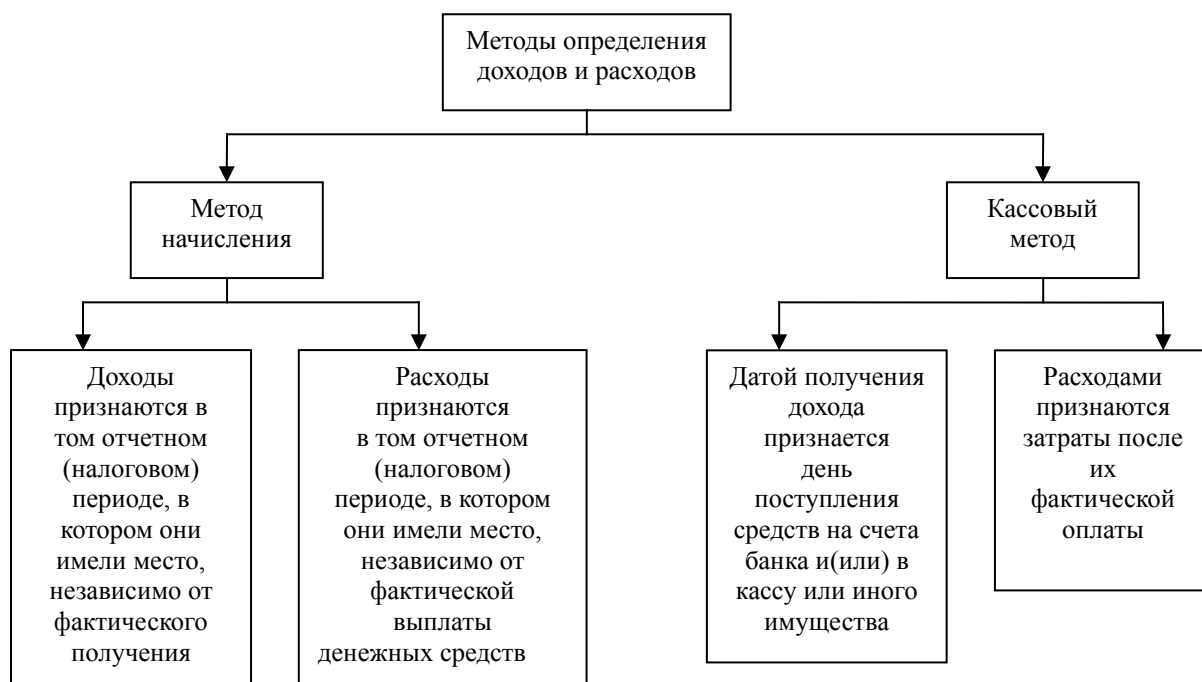 Методы определения
доходов и расходов
Метод
начисления
Кассовый
метод
Доходы
признаются в
том отчетном
(налоговом)
периоде, в
котором они
имели место,
независимо от
фактического
получения
Расходы
признаются
в том отчетном
(налоговом)
периоде, в котором
они имели место,
независимо от
фактической
выплаты
денежных средств
Датой получения
дохода
признается
день
поступления
средств на счета
банка и(или) в
кассу или иного
имущества
Расходами
признаются
затраты после
их
фактической
оплаты